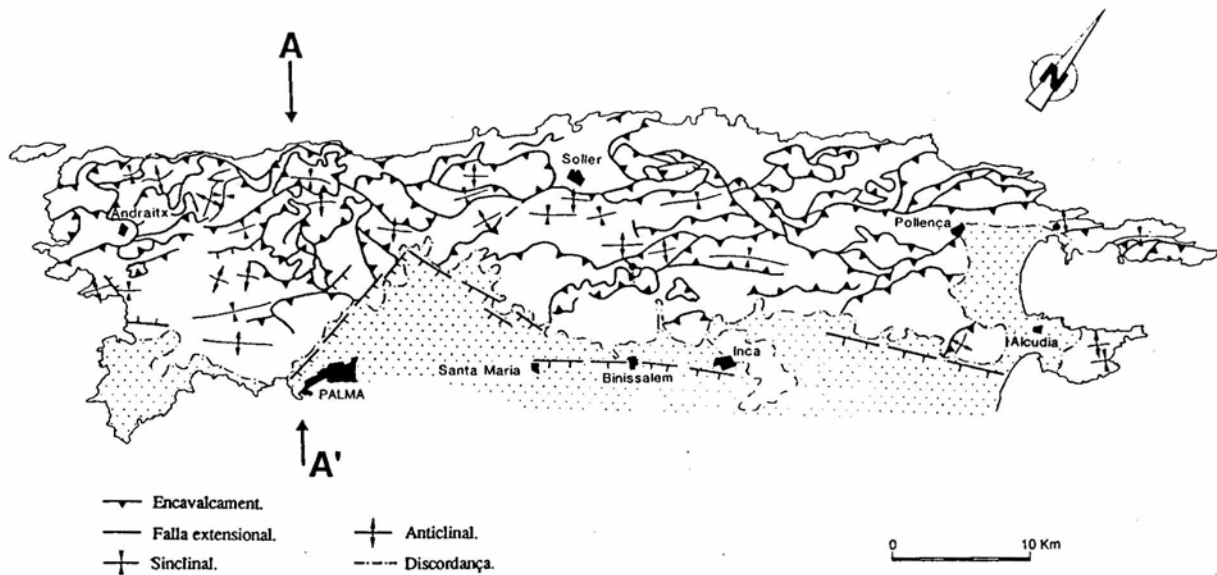 A
N
Soller
Andraitx
Pollença
Alcudia
Inca
Santa Maria
Binissalem
PALMA
A'
Encavalcament.
Falla extensional.
Anticlinal.
Sinclinal.
Discordança.
0 10 Km